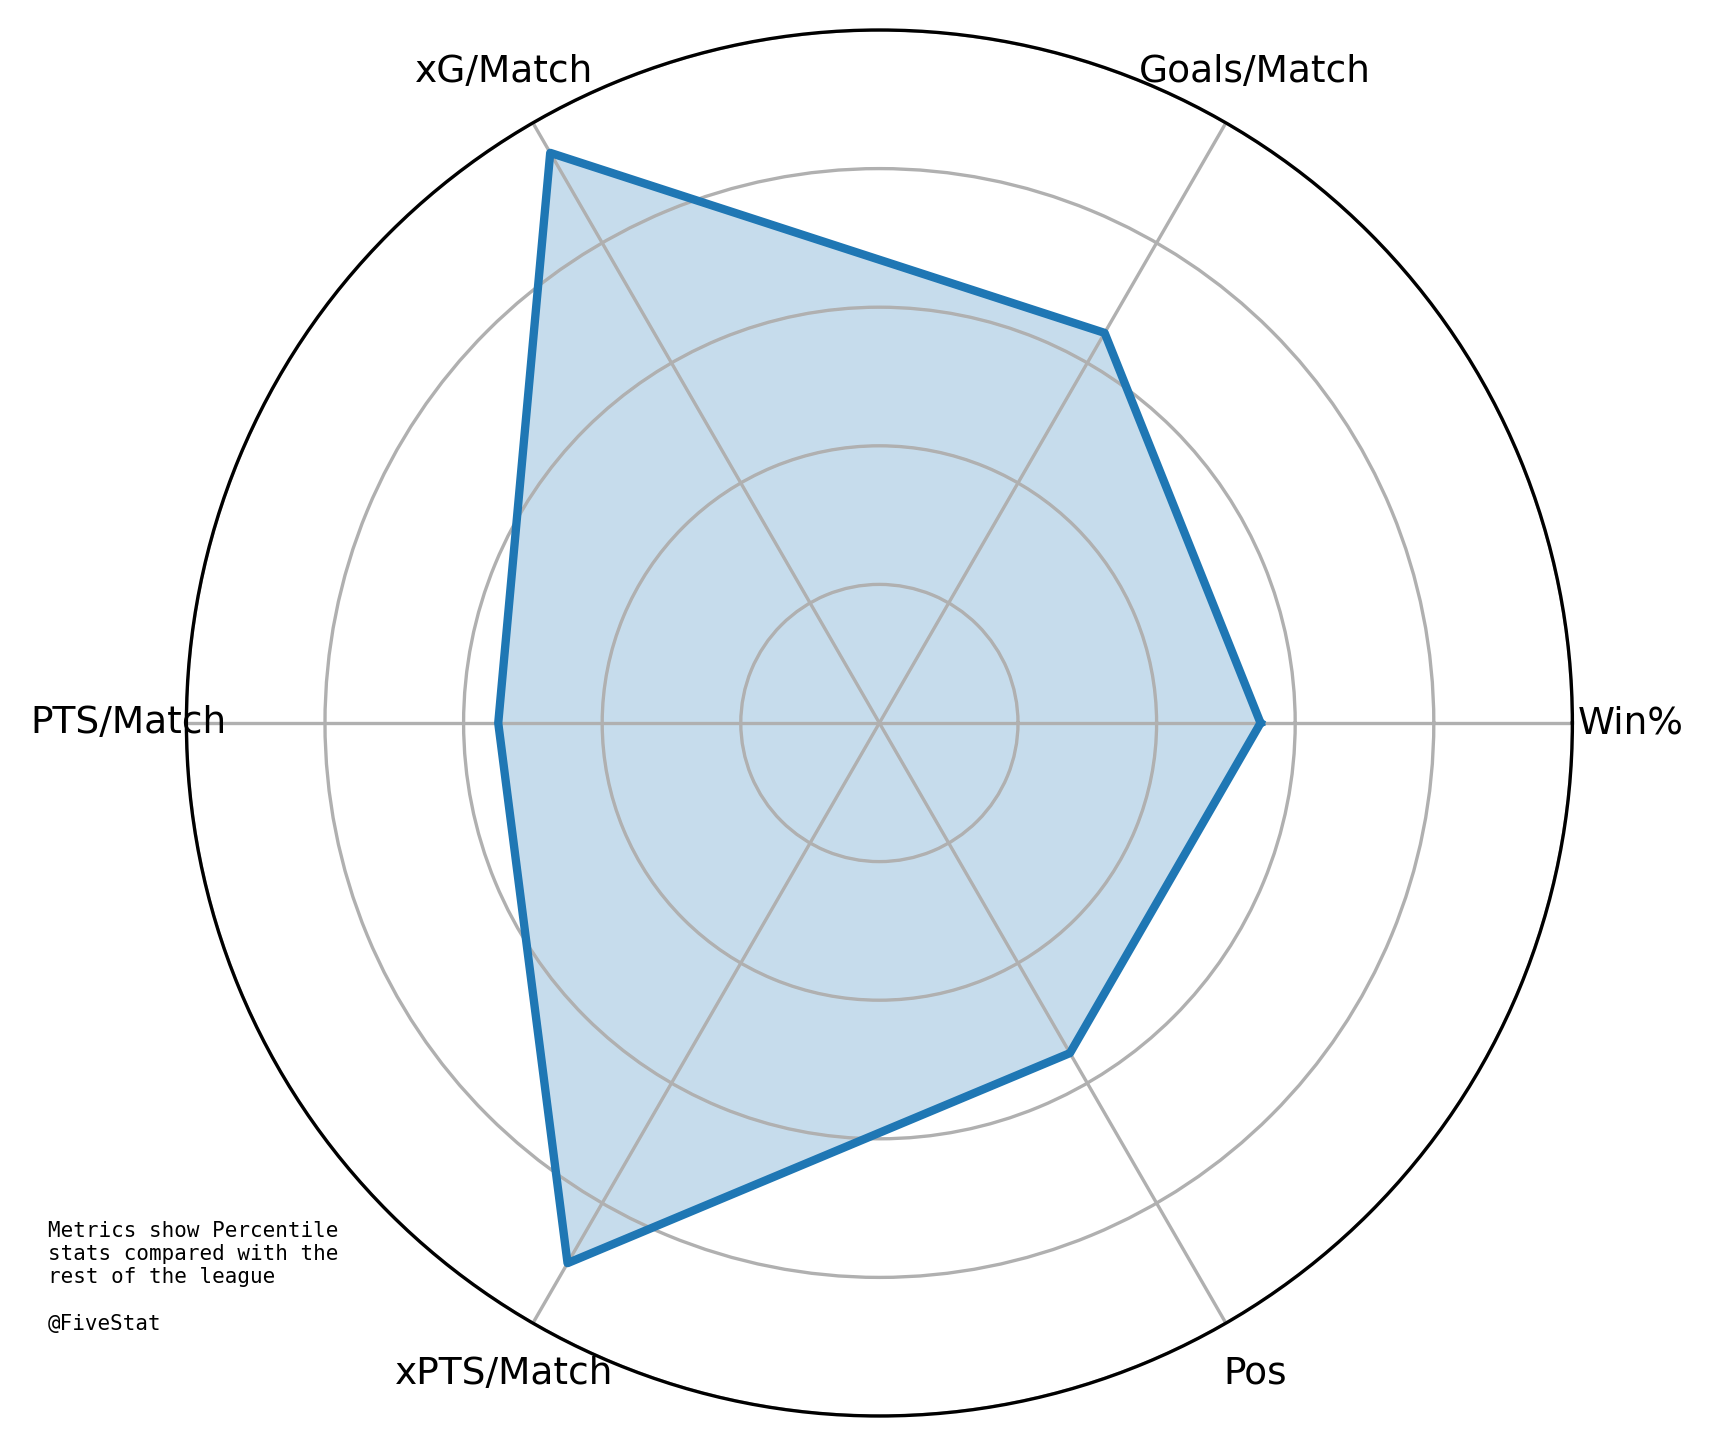 xG/Match
Goals/Match
PTS/Match
Win%
Metrics show Percentile
stats compared with the
rest of the league
@FiveStat
xPTS/Match
Pos